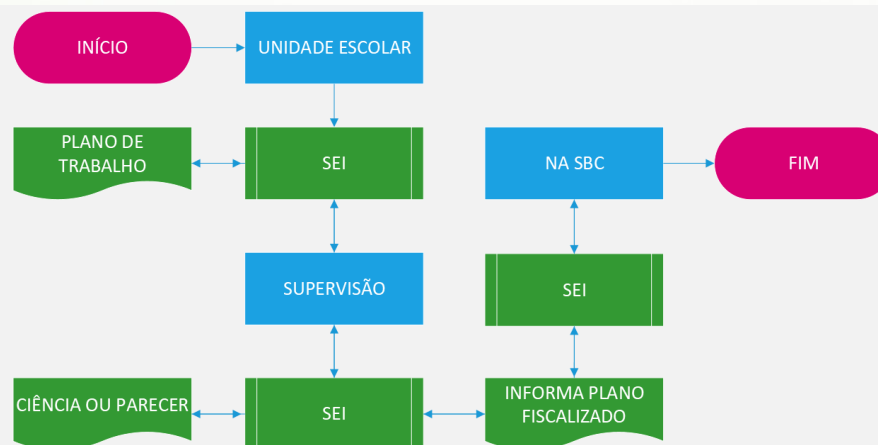 INÍCIO
UNIDADE ESCOLAR
PLANO DE
TRABALHO
SEI
NA SBC
FIM
SUPERVISÃO
SEI
CIÊNCIA OU PARECER
SEI
INFORMA PLANO
FISCALIZADO